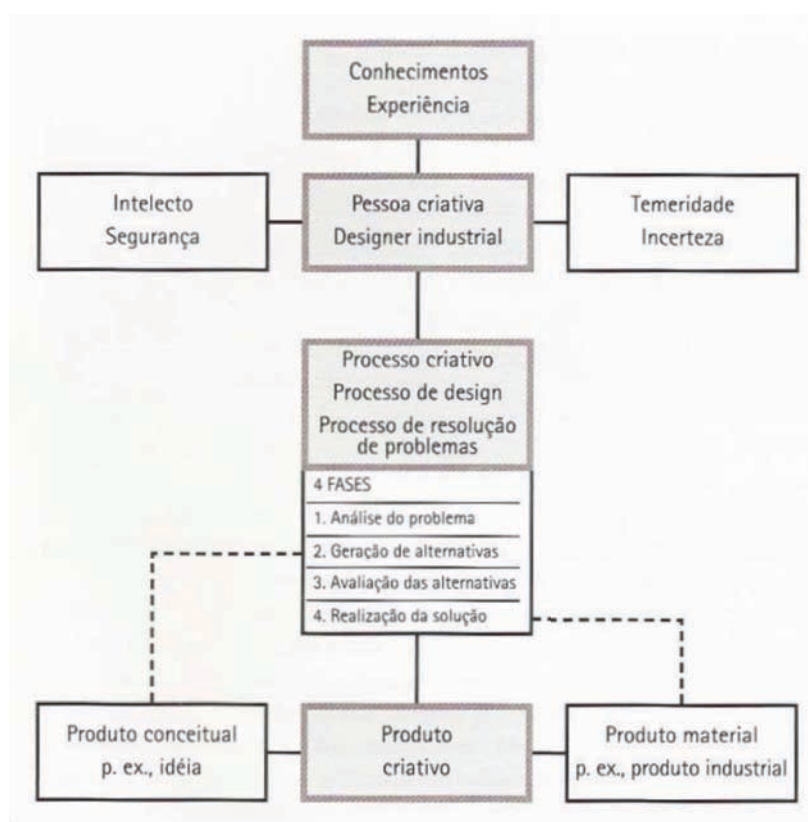 Conhecimentos
Experiência
Intelecto
Segurança
Pessoa criativa
Designer industrial
Temeridade
Incerteza
Processo criativo
Processo de design
Processo de resolução
de problemas
4 FASES
1. Análise do problema
2. Geração de alternativas
3. Avaliação das alternativas
4. Realização da solução
Produto conceitual
p. ex., idéia
Produto
criativo
Produto material
p. ex., produto industrial